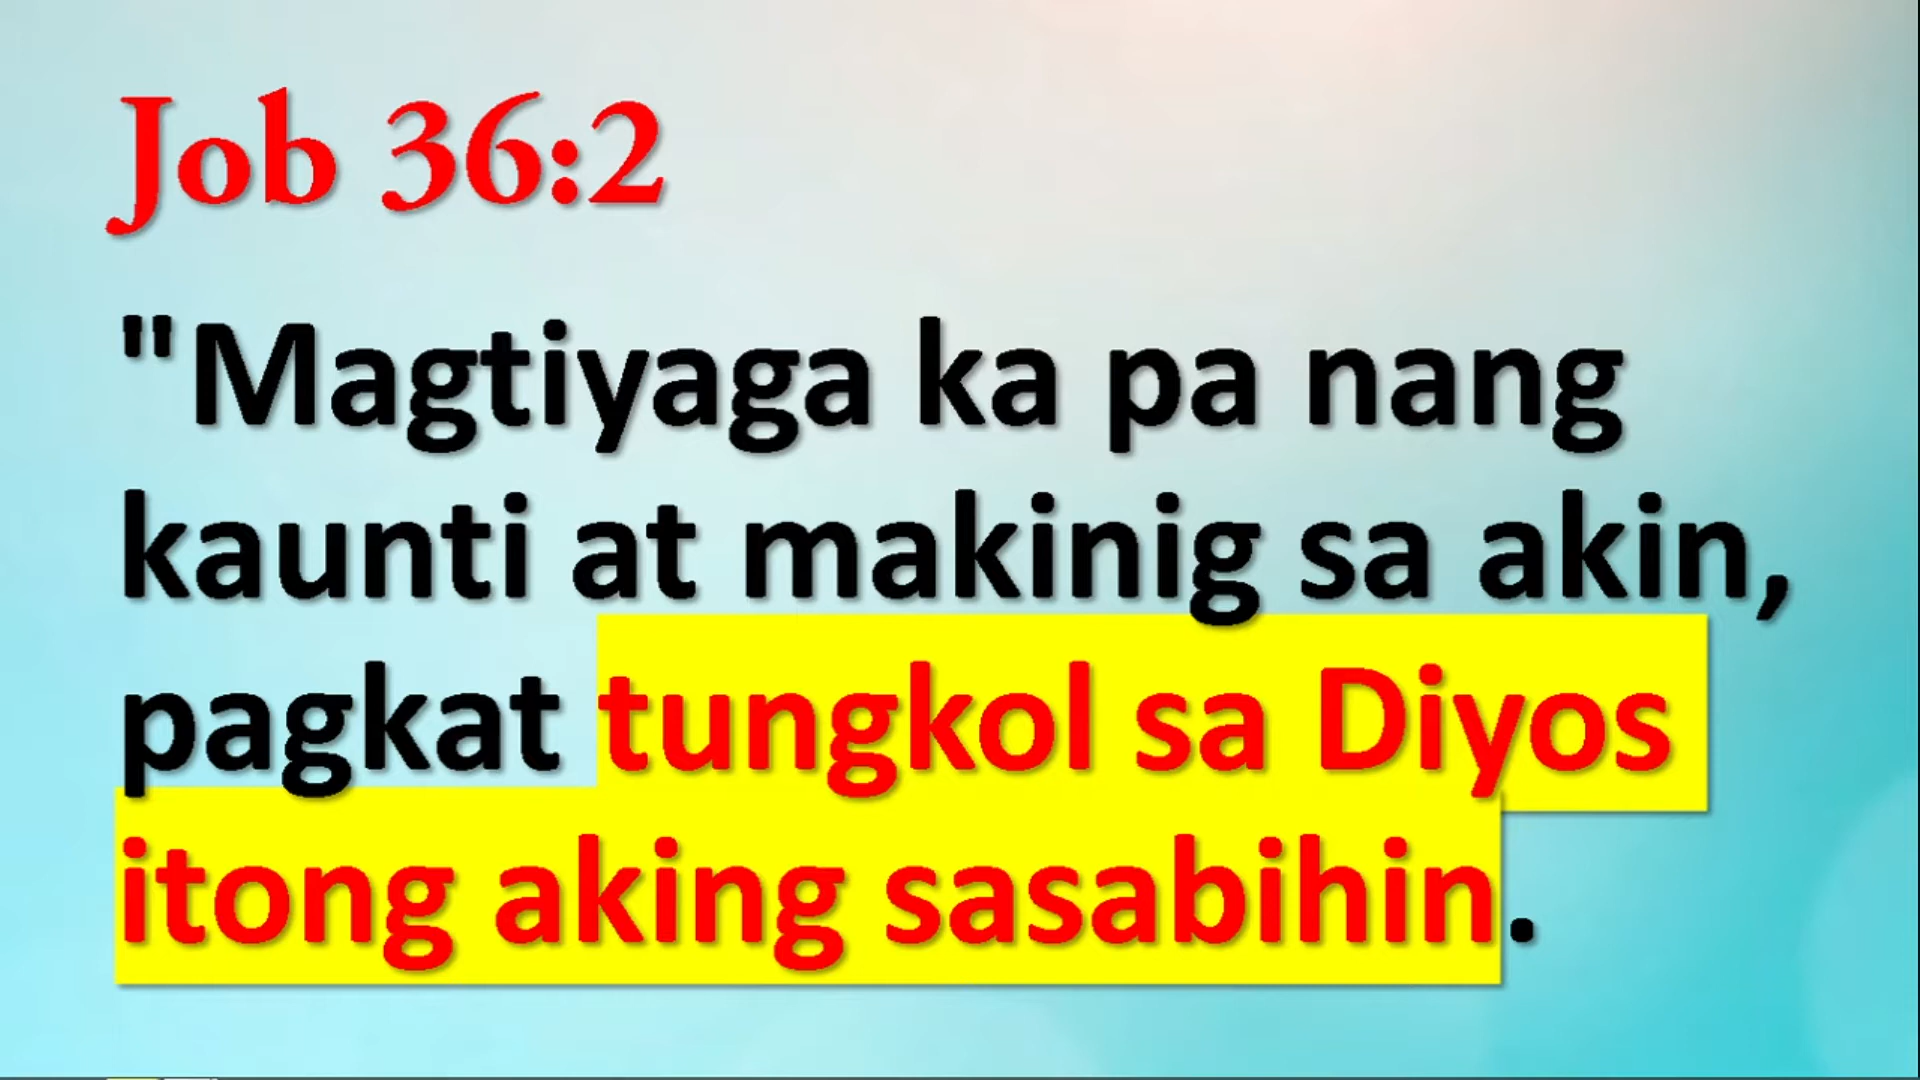 Job 36:2
"Magtiyaga ka pa nang
kaunti at makinig sa akin,
pagkat tungkol sa Diyos
itong aking sasabihin.